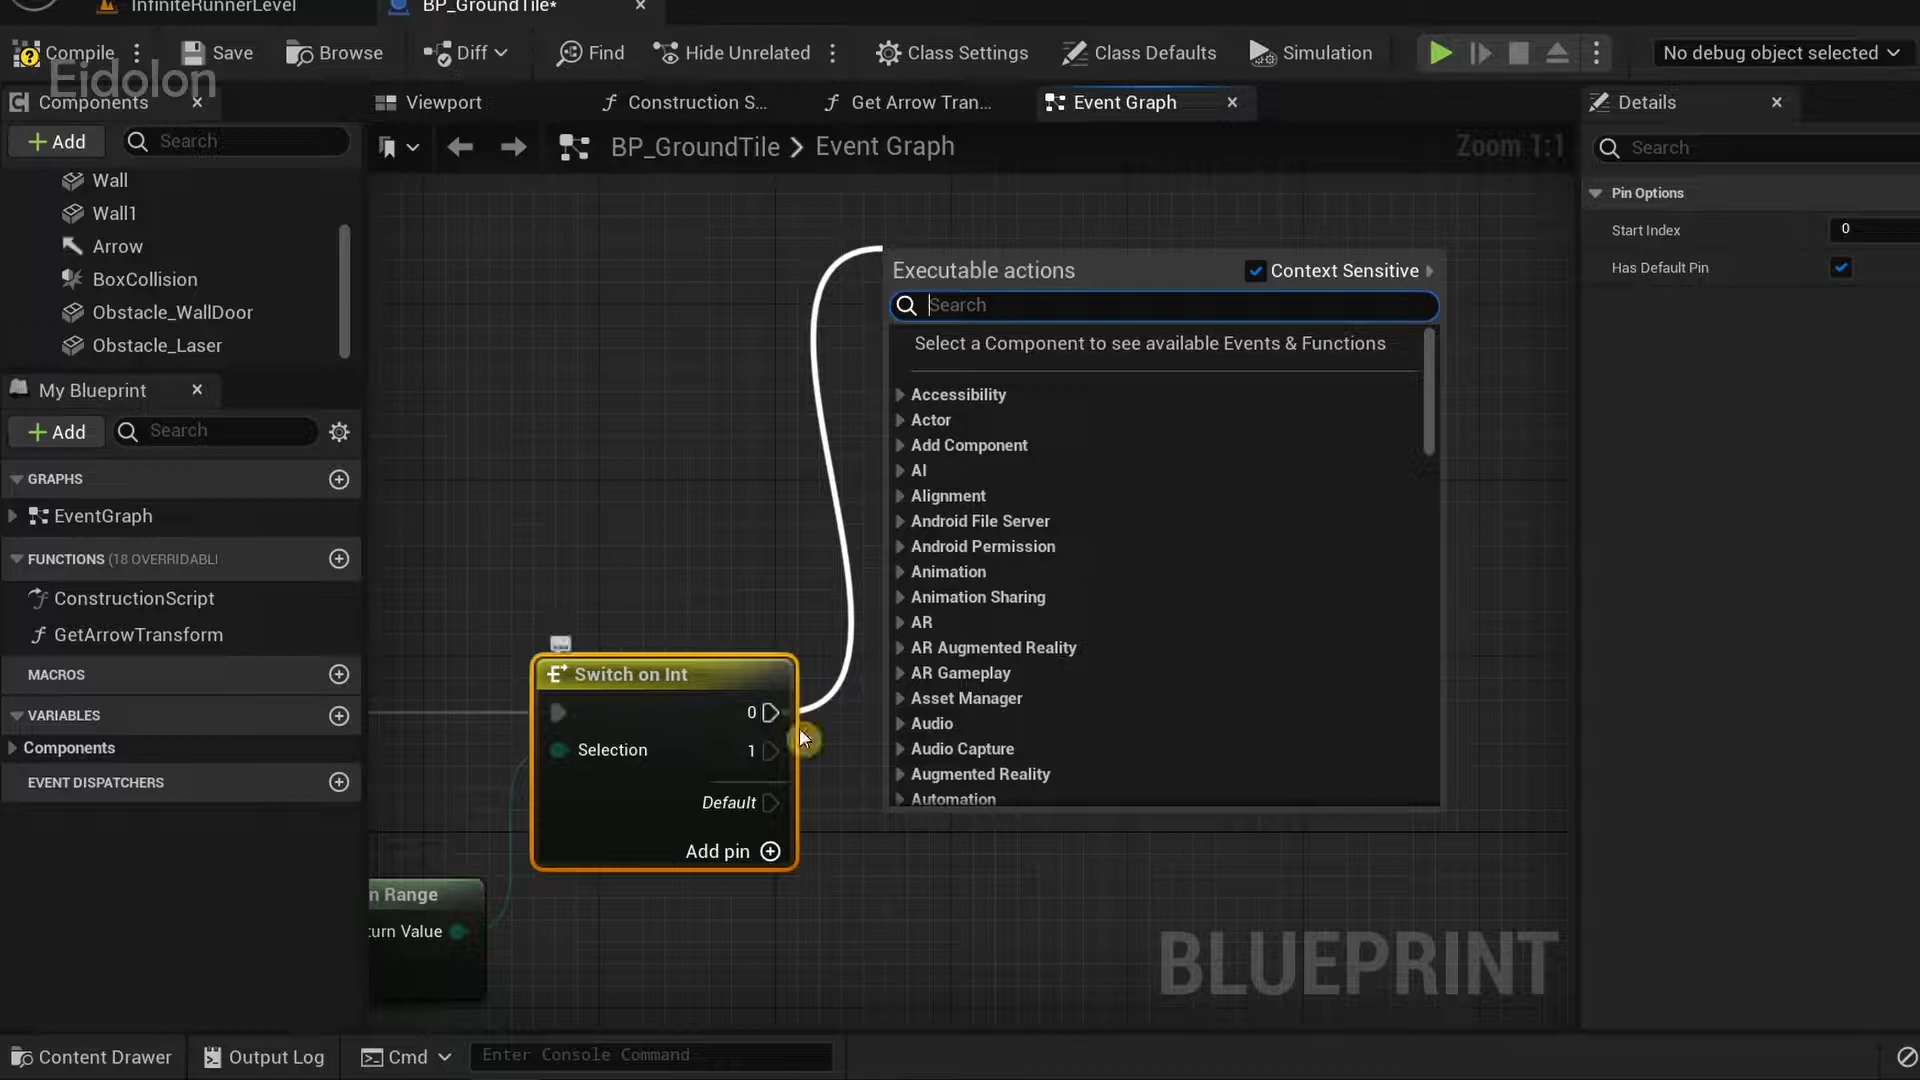 InfiniteRunnerLevel
BP_GroundTile*
Compile
Save
Browse
Diff
Find
Hide Unrelated
Class Settings
Class Defaults
Simulation
No debug object selected
Eidolon
Components
Viewport
Construction S...
Get Arrow Tran...
Event Graph
Details
Add
Search
BP_GroundTile > Event Graph
Zoom 1:1
Search
Wall
Wall1
Arrow
BoxCollision
Obstacle_WallDoor
Obstacle_Laser
Pin Options
Start Index
0
Has Default Pin
My Blueprint
Add
Search
GRAPHS
EventGraph
FUNCTIONS (18 OVERRIDABL
ConstructionScript
GetArrowTransform
MACROS
VARIABLES
Components
EVENT DISPATCHERS
Executable actions
Context Sensitive
Search
Select a Component to see available Events & Functions
Accessibility
Actor
Add Component
AI
Alignment
Android File Server
Android Permission
Animation
Animation Sharing
AR
AR Augmented Reality
AR Gameplay
Asset Manager
Audio
Audio Capture
Augmented Reality
Automation
Switch on Int
0
Selection
1
Default
Add pin
n Range
turn Value
BLUEPRINT
Content Drawer
Output Log
Cmd
Enter Console Command